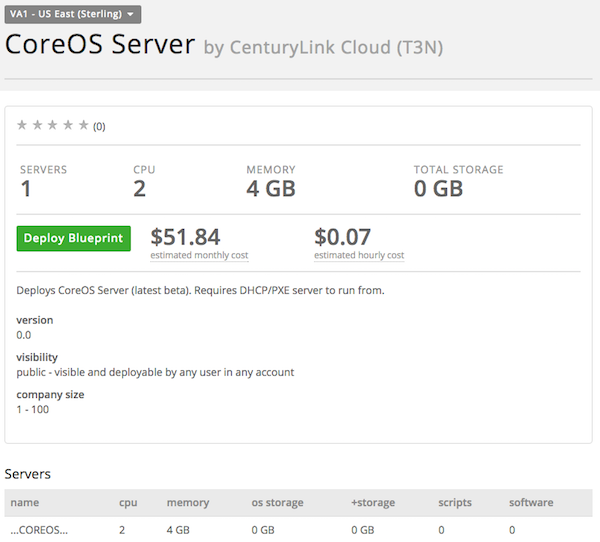 VA1 - US East (Sterling)
CoreOS Server by CenturyLink Cloud (T3N)
(0)
SERVERS CPU MEMORY TOTAL STORAGE
1 2 4 GB 0 GB
Deploy Blueprint $51.84 $0.07
estimated monthly cost estimated hourly cost
Deploys CoreOS Server (latest beta). Requires DHCP/PXE server to run from.
version
0.0
visibility
public - visible and deployable by any user in any account
company size
1 - 100
Servers
name cpu memory os storage +storage scripts software
...COREOS... 2 4 GB 0 GB 0 GB 0 0